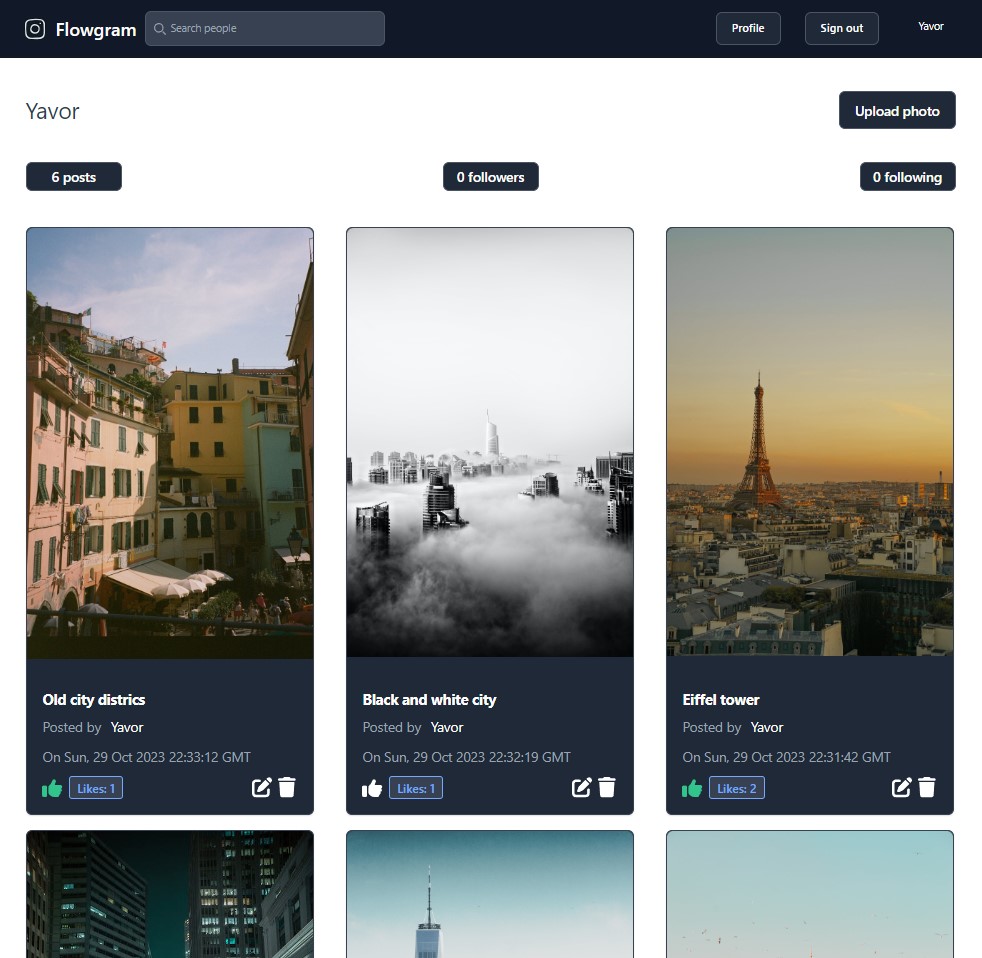 Flowgram
Search people
Profile
Sign out
Yavor
Yavor
Upload photo
6 posts
0 followers
0 following
Old city districs
Posted by Yavor
On Sun, 29 Oct 2023 22:33:12 GMT
Likes: 1
Black and white city
Posted by Yavor
On Sun, 29 Oct 2023 22:32:19 GMT
Likes: 1
Eiffel tower
Posted by Yavor
On Sun, 29 Oct 2023 22:31:42 GMT
Likes: 2